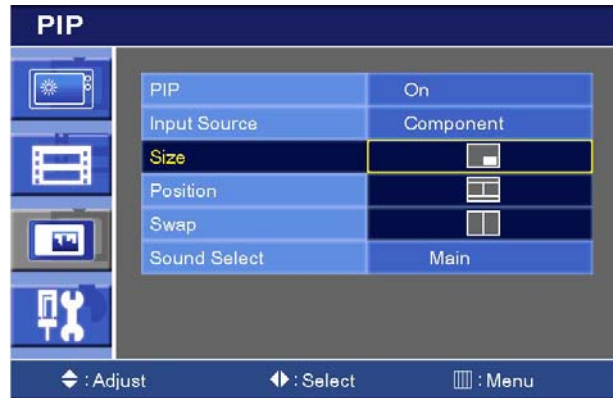 PIP
PIP On
Input Source Component
Size
Position
Swap
Sound Select Main
: Adjust : Select : Menu